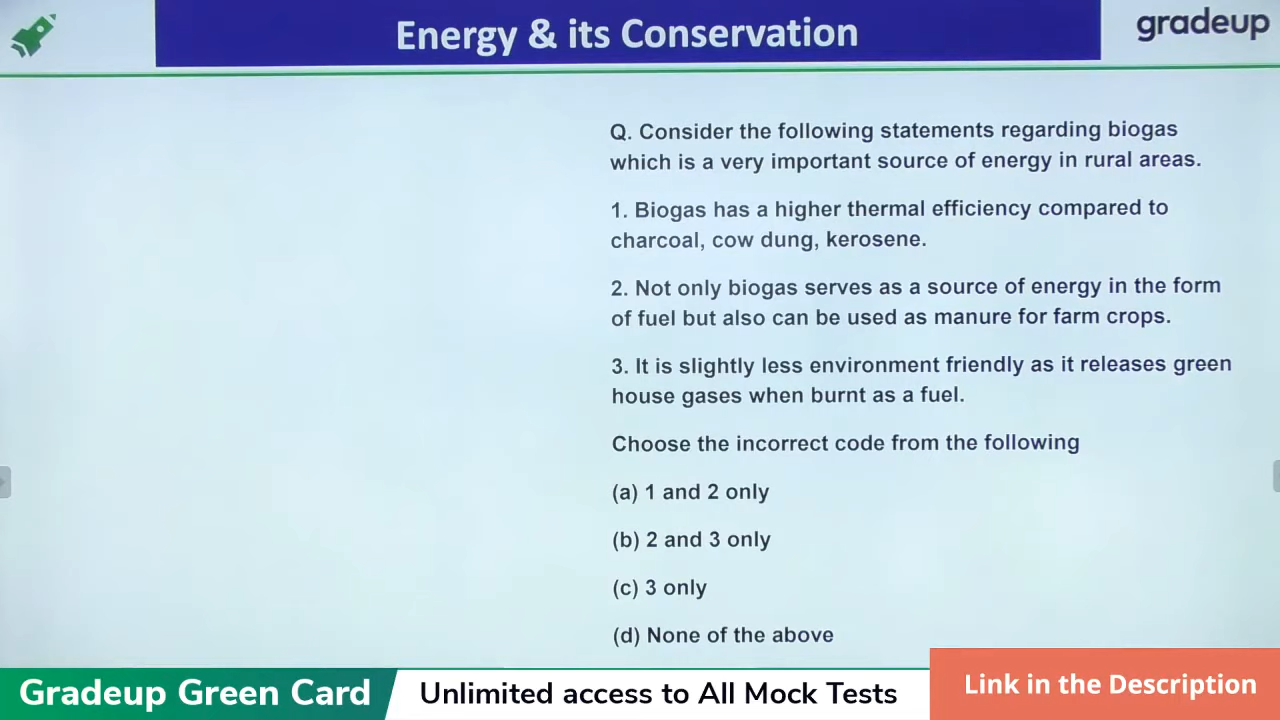 Energy & its Conservation
gradeup
Q. Consider the following statements regarding biogas
which is a very important source of energy in rural areas.
1. Biogas has a higher thermal efficiency compared to
charcoal, cow dung, kerosene.
2. Not only biogas serves as a source of energy in the form
of fuel but also can be used as manure for farm crops.
3. It is slightly less environment friendly as it releases green
house gases when burnt as a fuel.
Choose the incorrect code from the following
(a) 1 and 2 only
(b) 2 and 3 only
(c) 3 only
(d) None of the above
Gradeup Green Card
Unlimited access to All Mock Tests
Link in the Description